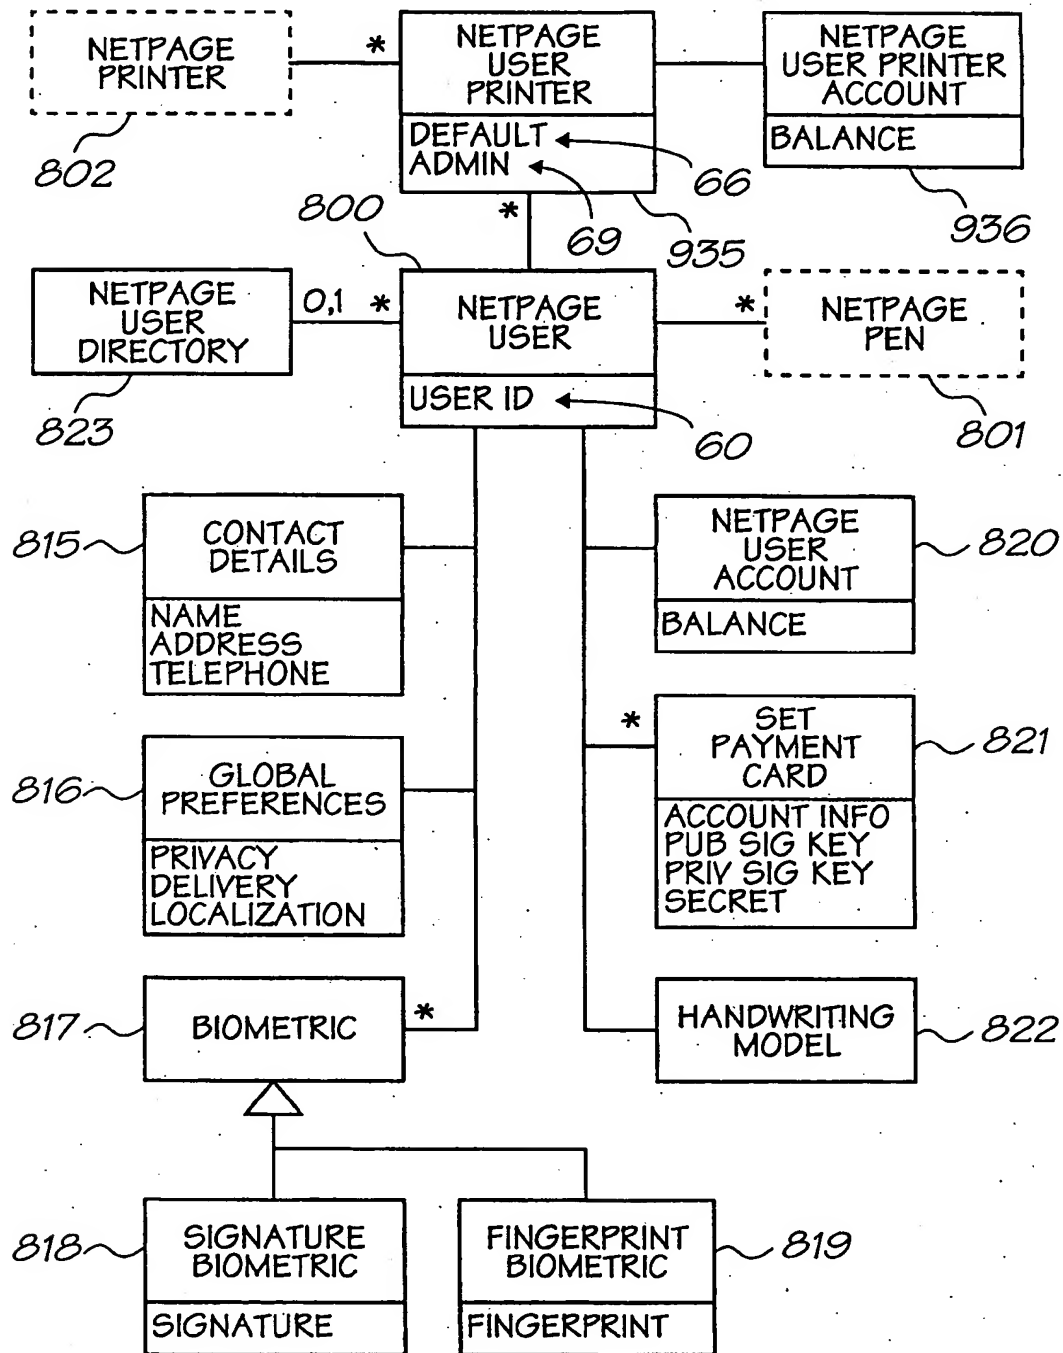 NETPAGE
PRINTER
802
*
NETPAGE
USER
PRINTER
DEFAULT
ADMIN
66
69
935
NETPAGE
USER PRINTER
ACCOUNT
BALANCE
936
*
800
NETPAGE
USER
DIRECTORY
823
0,1
*
NETPAGE
USER
USER ID
60
*
NETPAGE
PEN
801
815
CONTACT
DETAILS
NAME
ADDRESS
TELEPHONE
NETPAGE
USER
ACCOUNT
BALANCE
820
816
GLOBAL
PREFERENCES
PRIVACY
DELIVERY
LOCALIZATION
*
SET
PAYMENT
CARD
ACCOUNT INFO
PUB SIG KEY
PRIV SIG KEY
SECRET
821
817
BIOMETRIC
*
HANDWRITING
MODEL
822
818
SIGNATURE
BIOMETRIC
SIGNATURE
FINGERPRINT
BIOMETRIC
FINGERPRINT
819